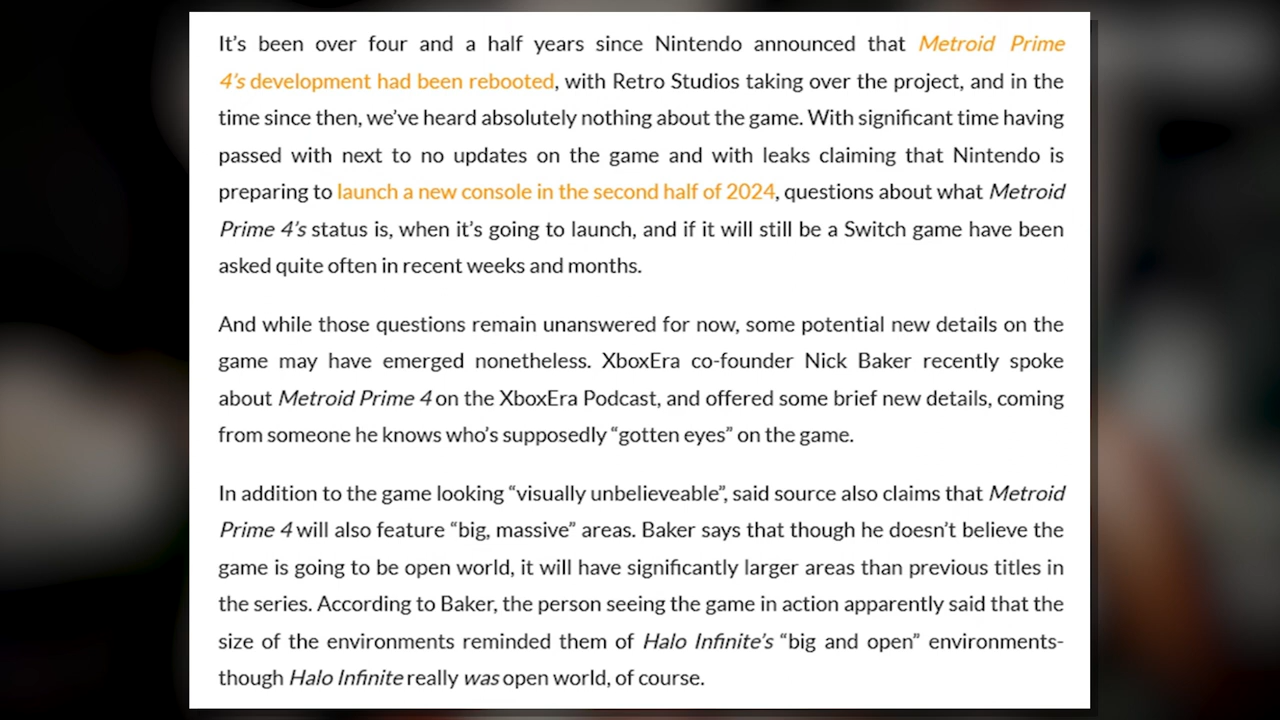 It’s been over four and a half years since Nintendo announced that Metroid Prime
4’s development had been rebooted, with Retro Studios taking over the project, and in the
time since then, we’ve heard absolutely nothing about the game. With significant time having
passed with next to no updates on the game and with leaks claiming that Nintendo is
preparing to launch a new console in the second half of 2024, questions about what Metroid
Prime 4’s status is, when it’s going to launch, and if it will still be a Switch game have been
asked quite often in recent weeks and months.
And while those questions remain unanswered for now, some potential new details on the
game may have emerged nonetheless. XboxEra co-founder Nick Baker recently spoke
about Metroid Prime 4 on the XboxEra Podcast, and offered some brief new details, coming
from someone he knows who’s supposedly “gotten eyes” on the game.
In addition to the game looking “visually unbelieveable”, said source also claims that Metroid
Prime 4 will also feature “big, massive” areas. Baker says that though he doesn’t believe the
game is going to be open world, it will have significantly larger areas than previous titles in
the series. According to Baker, the person seeing the game in action apparently said that the
size of the environments reminded them of Halo Infinite’s “big and open” environments-
though Halo Infinite really was open world, of course.